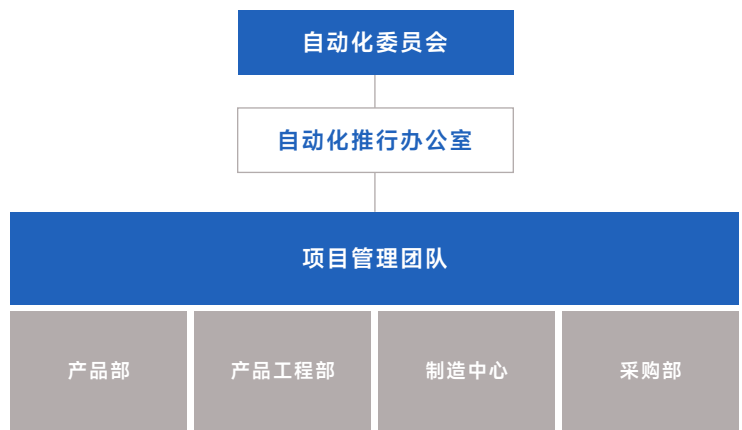 自动化委员会
自动化推行办公室
项目管理团队
产品部
产品工程部
制造中心
采购部